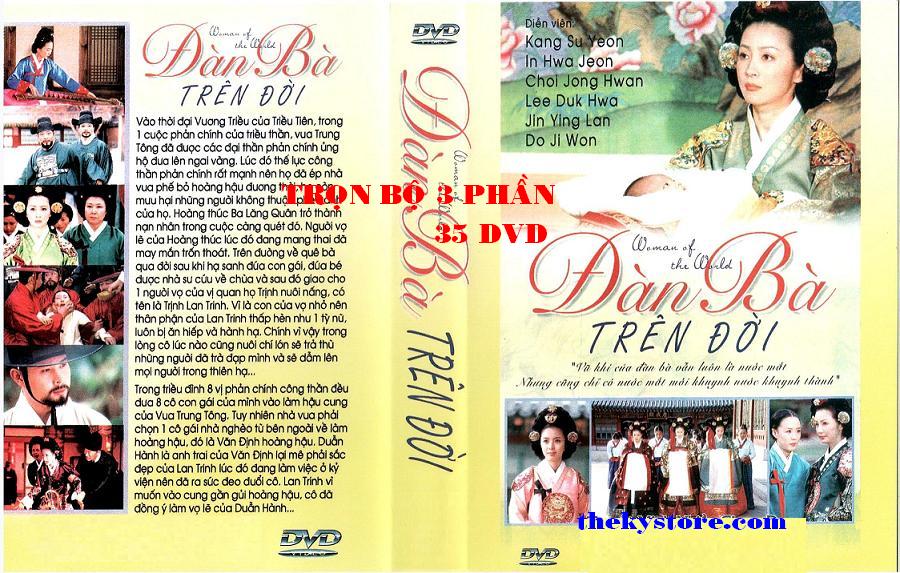 Woman of
the World
Đàn Bà
TRÊN ĐỜI
Vào thời đại Vương Triều của Triều Tiên, trong
1 cuộc phản chính của triều thần, vua Trung
Tông đã được các đại thần phản chính ủng
hộ đưa lên ngai vàng. Lúc đó thế lực công
thần phản chính rất mạnh nên họ đã ép nhà
vua phế bỏ hoàng hậu đương
mưu hại những người không thuộc
của họ. Hoàng thúc Ba Lăng Quân trở thành
nạn nhân trong cuộc càng quét đó. Người vợ
lẽ của Hoàng thúc lúc đó đang mang thai đã
may mắn trốn thoát. Trên đường về quê bà
qua đời sau khi hạ sanh đứa con gái, đứa bé
được nhà sư cứu về chùa và sau đó giao cho
1 người vợ của vị quan họ Trịnh nuôi nấng, có
tên là Trịnh Lan Trinh. Vì là con của vợ nhỏ nên
thân phận của Lan Trinh thấp hèn như 1 tỳ nữ,
luôn bị ăn hiếp và hành hạ. Chính vì vậy trong
lòng cô lúc nào cũng nuôi chí lớn sẽ trả thù
những người đã trà đạp mình và sẽ dẫm lên
mọi người trong thiên hạ...
Trong triều đình 8 vị phản chính công thần đều
đưa 8 cô con gái của mình vào làm hậu cung
của Vua Trung Tông. Tuy nhiên nhà vua phải
chọn 1 cô gái nhà nghèo từ bên ngoài về làm
hoàng hậu, đó là Văn Định hoàng hậu. Duẫn
Hành là anh trai của Văn Định lại mê phải sắc
đẹp của Lan Trinh lúc đó đang làm việc ở kỷ
viện nên đã ra sức đeo đuổi cô. Lan Trinh vì
muốn vào cung gần gủi hoàng hậu, cô đã
đồng ý làm vợ lẽ của Duẫn Hành...
DVD
VIDEO
DVD
VIDEO
Woman of
Đàn Bà
TRÊN ĐỜI
DVD
VIDEO
TRỌN BỘ 3 PHẦN
35 DVD
Diễn viên:
Kang Su Yeon
In Hwa Jeon
Choi Jong Hwan
Lee Duk Hwa
Jin Ying Lan
Do Ji Won
Woman of
the World
Đàn Bà
TRÊN ĐỜI
"Vũ khí của đàn bà vẫn luôn là nước mắt
Nhưng cũng chỉ có nước mắt mới khuynh nước khuynh thành"
thekystore.com